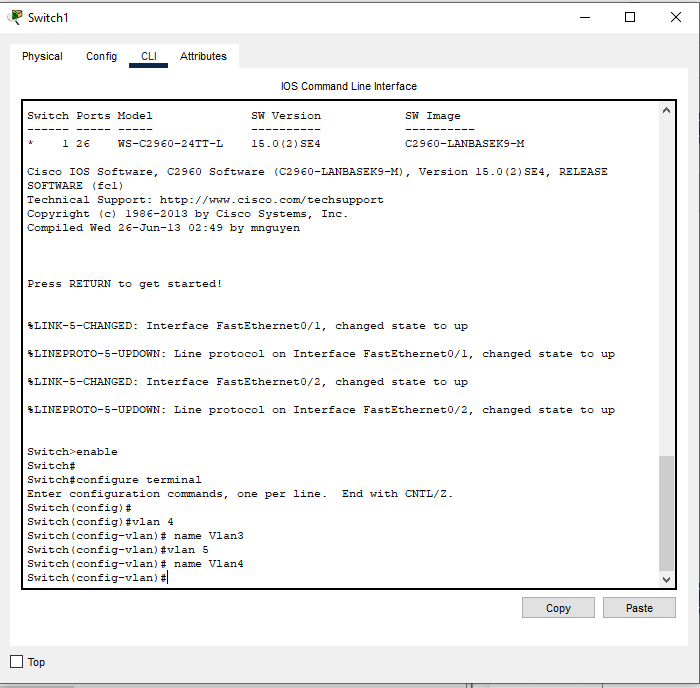 Switch1
Physical Config CLI Attributes
IOS Command Line Interface
Switch Ports Model SW Version SW Image
------ ----- ----- ---------- ----------
* 1 26 WS-C2960-24TT-L 15.0(2)SE4 C2960-LANBASEK9-M
Cisco IOS Software, C2960 Software (C2960-LANBASEK9-M), Version 15.0(2)SE4, RELEASE
SOFTWARE (fc1)
Technical Support: http://www.cisco.com/techsupport
Copyright (c) 1986-2013 by Cisco Systems, Inc.
Compiled Wed 26-Jun-13 02:49 by mnguyen
Press RETURN to get started!
%LINK-5-CHANGED: Interface FastEthernet0/1, changed state to up
%LINEPROTO-5-UPDOWN: Line protocol on Interface FastEthernet0/1, changed state to up
%LINK-5-CHANGED: Interface FastEthernet0/2, changed state to up
%LINEPROTO-5-UPDOWN: Line protocol on Interface FastEthernet0/2, changed state to up
Switch>enable
Switch#
Switch#configure terminal
Enter configuration commands, one per line. End with CNTL/Z.
Switch(config)#
Switch(config)#vlan 4
Switch(config-vlan)# name Vlan3
Switch(config-vlan)#vlan 5
Switch(config-vlan)# name Vlan4
Switch(config-vlan)#
Copy Paste
Top